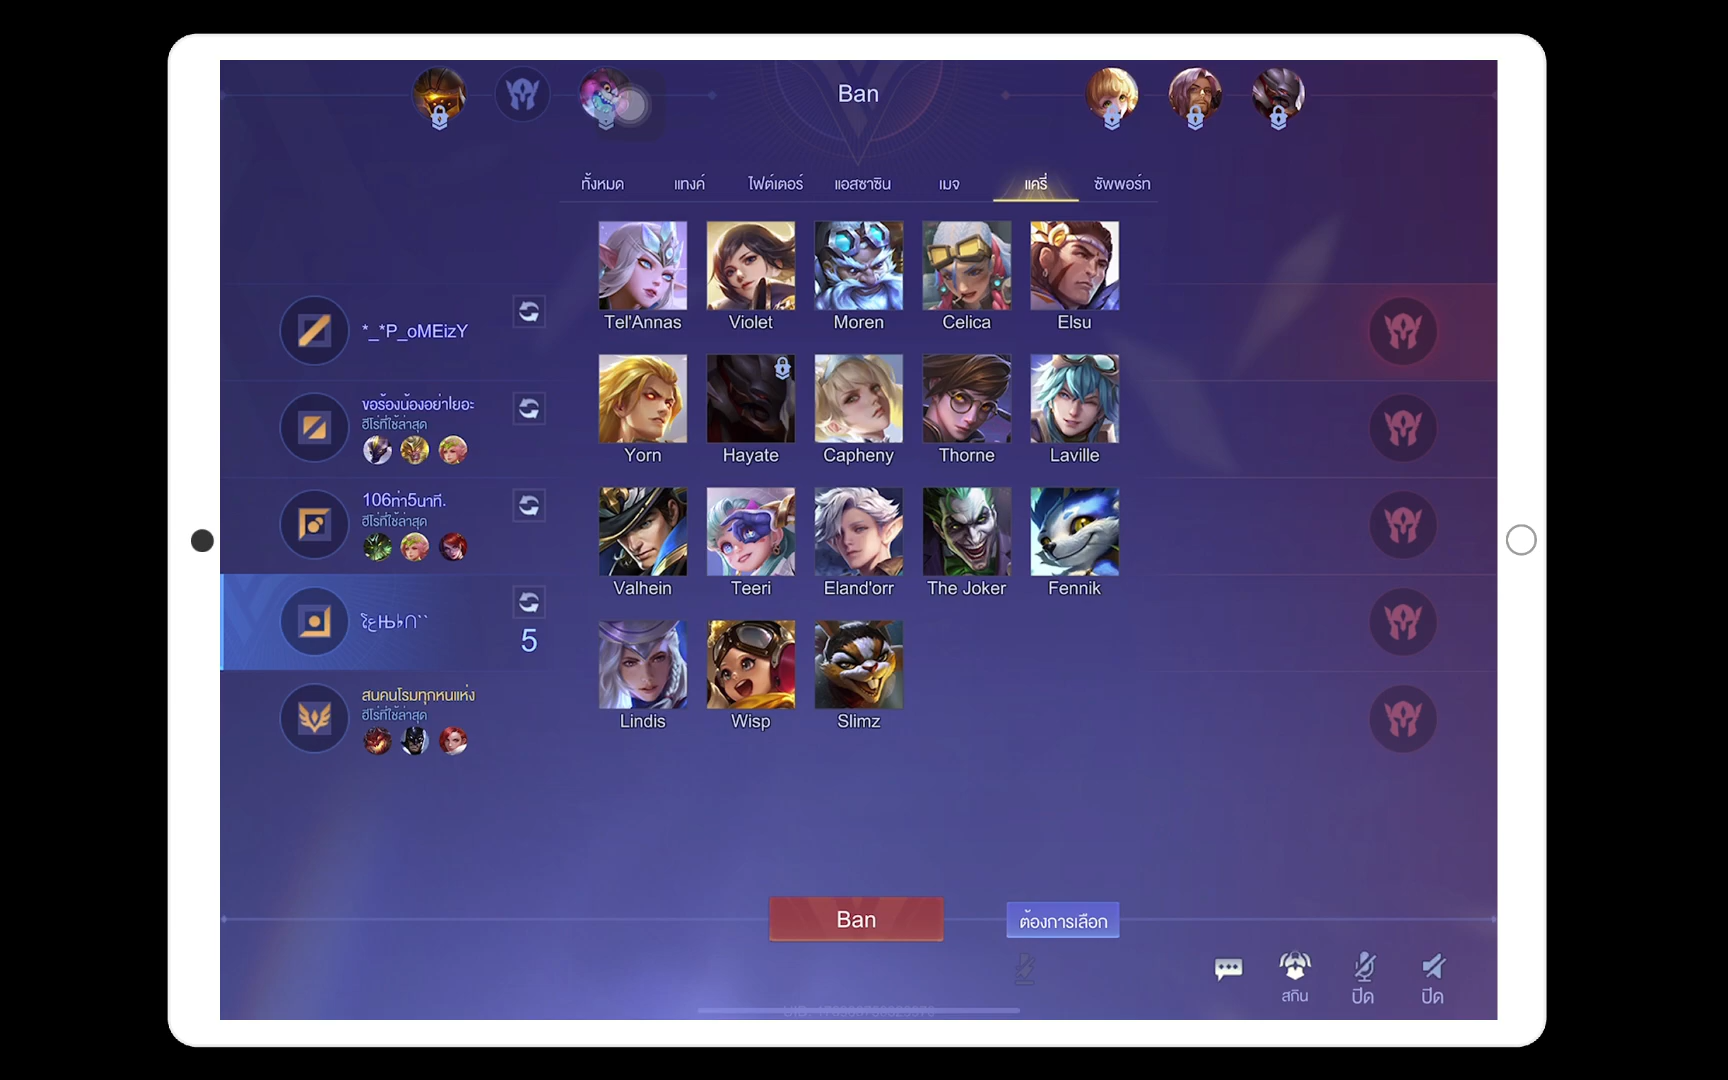 Ban
ทั้งหมด แทงค์ ไฟต์เตอร์ แอสซาซิน เมจ แครี่ ซัพพอร์ท
Tel'Annas Violet Moren Celica Elsu
*_*P_oMEizY
ขอร้องน้องอย่าโยอะ
ฮีโร่ที่ใช้ล่าสุด
Yorn Hayate Capheny Thorne Laville
106ท่า5นาที.
ฮีโร่ที่ใช้ล่าสุด
Valhein Teeri Eland'orr The Joker Fennik
5
สนคนโรมทุกหนแห่ง
ฮีโร่ที่ใช้ล่าสุด
Lindis Wisp Slimz
Ban
ต้องการเลือก
สกิน ปิด ปิด